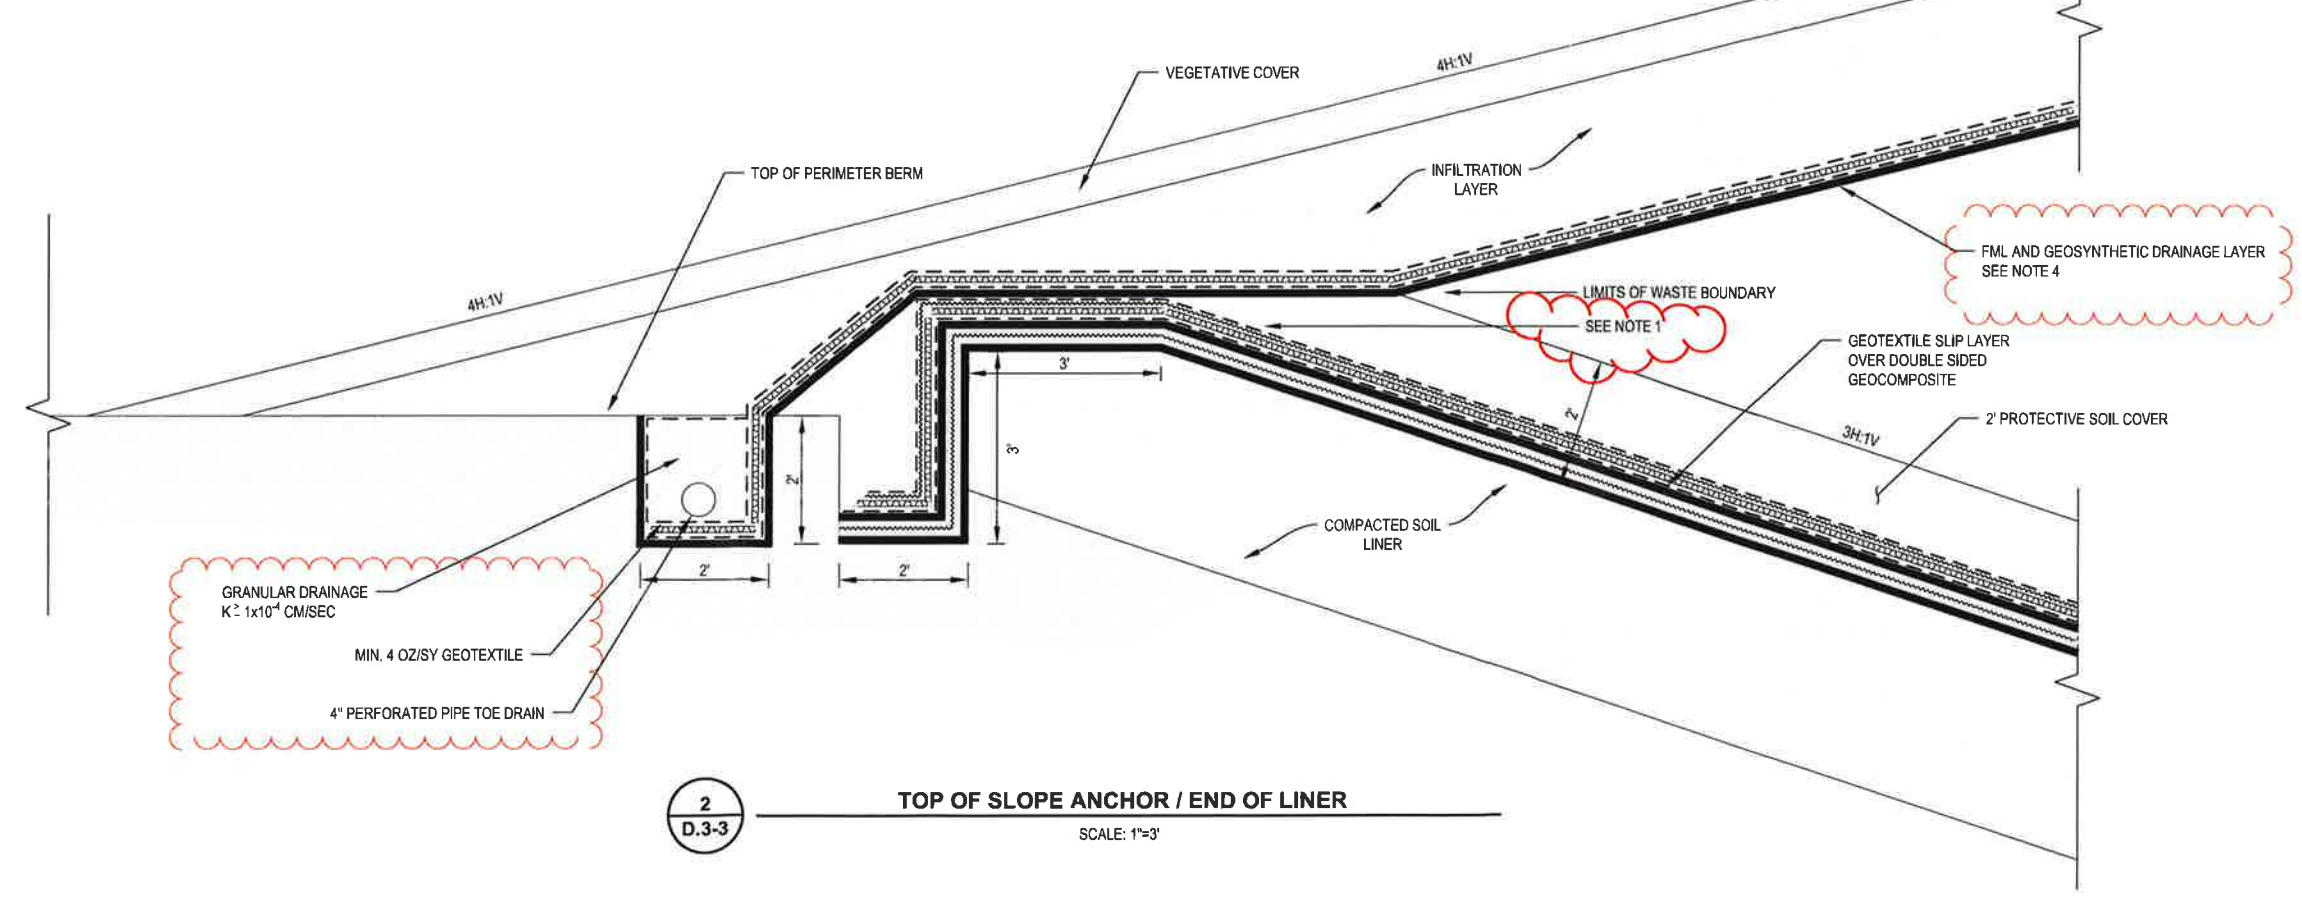 4H:1V
VEGETATIVE COVER
TOP OF PERIMETER BERM
INFILTRATION
LAYER
FML AND GEOSYNTHETIC DRAINAGE LAYER
SEE NOTE 4
4H:1V
LIMITS OF WASTE BOUNDARY
SEE NOTE 1
GEOTEXTILE SLIP LAYER
OVER DOUBLE SIDED
GEOCOMPOSITE
3'
2'
2' PROTECTIVE SOIL COVER
3H:1V
3'
2'
COMPACTED SOIL
LINER
2'
2'
GRANULAR DRAINAGE
K ≥ 1x10⁻⁴ CM/SEC
MIN. 4 OZ/SY GEOTEXTILE
4" PERFORATED PIPE TOE DRAIN
2
D.3-3
TOP OF SLOPE ANCHOR / END OF LINER
SCALE: 1"=3'